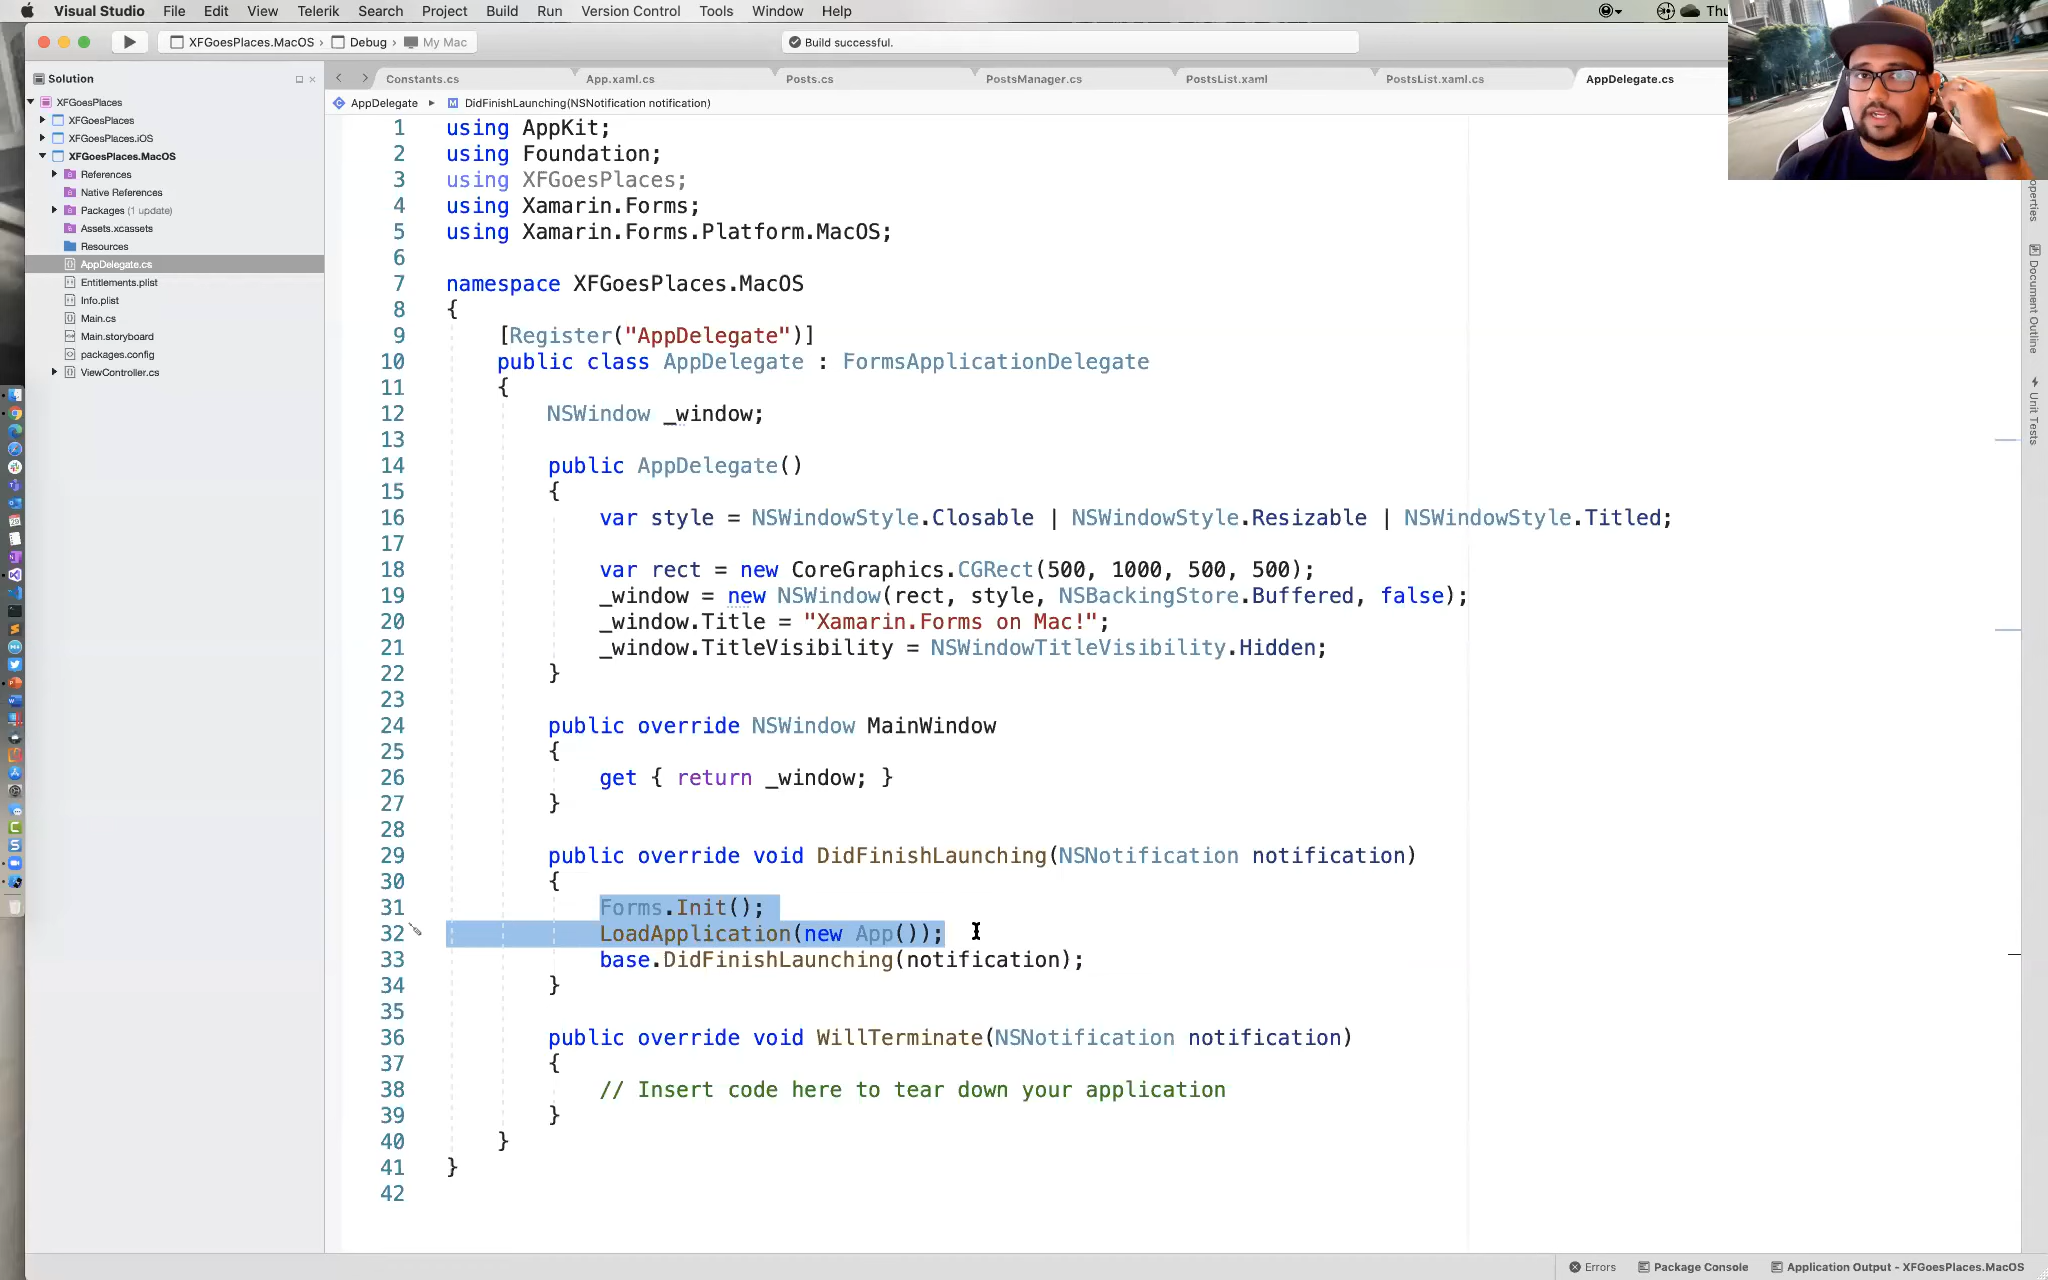 Visual Studio File Edit View Telerik Search Project Build Run Version Control Tools Window Help Thu
XFGoesPlaces.MacOS › Debug › My Mac
Build successful.
Solution
Constants.cs App.xaml.cs Posts.cs PostsManager.cs PostsList.xaml PostsList.xaml.cs AppDelegate.cs
AppDelegate DidFinishLaunching(NSNotification notification)
XFGoesPlaces
XFGoesPlaces
XFGoesPlaces.iOS
XFGoesPlaces.MacOS
References
Native References
Packages (1 update)
Assets.xcassets
Resources
AppDelegate.cs
Entitlements.plist
Info.plist
Main.cs
Main.storyboard
packages.config
ViewController.cs
1 using AppKit;
2 using Foundation;
3 using XFGoesPlaces;
4 using Xamarin.Forms;
5 using Xamarin.Forms.Platform.MacOS;
6
7 namespace XFGoesPlaces.MacOS
8 {
9 [Register("AppDelegate")]
10 public class AppDelegate : FormsApplicationDelegate
11 {
12 NSWindow _window;
13
14 public AppDelegate()
15 {
16 var style = NSWindowStyle.Closable | NSWindowStyle.Resizable | NSWindowStyle.Titled;
17
18 var rect = new CoreGraphics.CGRect(500, 1000, 500, 500);
19 _window = new NSWindow(rect, style, NSBackingStore.Buffered, false);
20 _window.Title = "Xamarin.Forms on Mac!";
21 _window.TitleVisibility = NSWindowTitleVisibility.Hidden;
22 }
23
24 public override NSWindow MainWindow
25 {
26 get { return _window; }
27 }
28
29 public override void DidFinishLaunching(NSNotification notification)
30 {
31 Forms.Init();
32 LoadApplication(new App());
33 base.DidFinishLaunching(notification);
34 }
35
36 public override void WillTerminate(NSNotification notification)
37 {
38 // Insert code here to tear down your application
39 }
40 }
41 }
42
operties
Document Outline
Unit Tests
Errors Package Console Application Output - XFGoesPlaces.MacOS